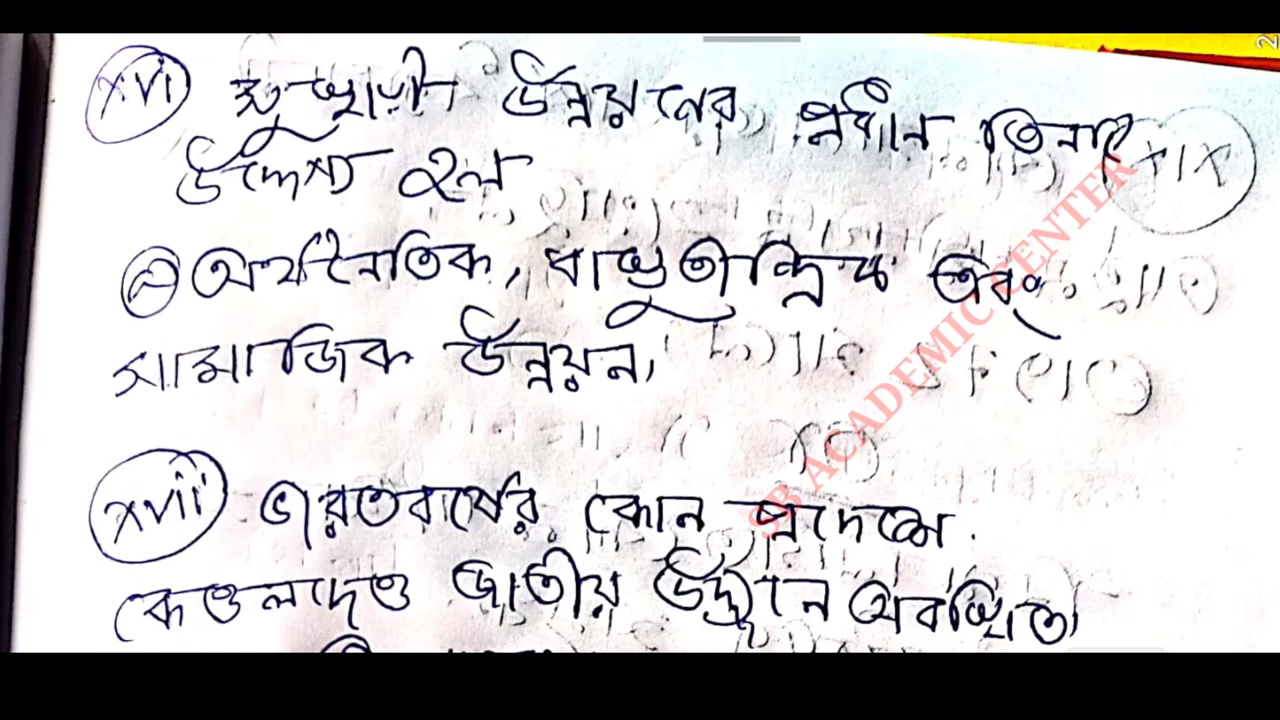 xvi সুস্থায়ী উন্নয়নের প্রধান তিনটি
উদ্দেশ্য হল
অর্থনৈতিক, বাস্তুতান্ত্রিক এবং
সামাজিক উন্নয়ন।
xvii ভারতবর্ষের কোন প্রদেশে
কেওলাদেও জাতীয় উদ্যান অবস্থিত।
SB ACADEMIC CENTER